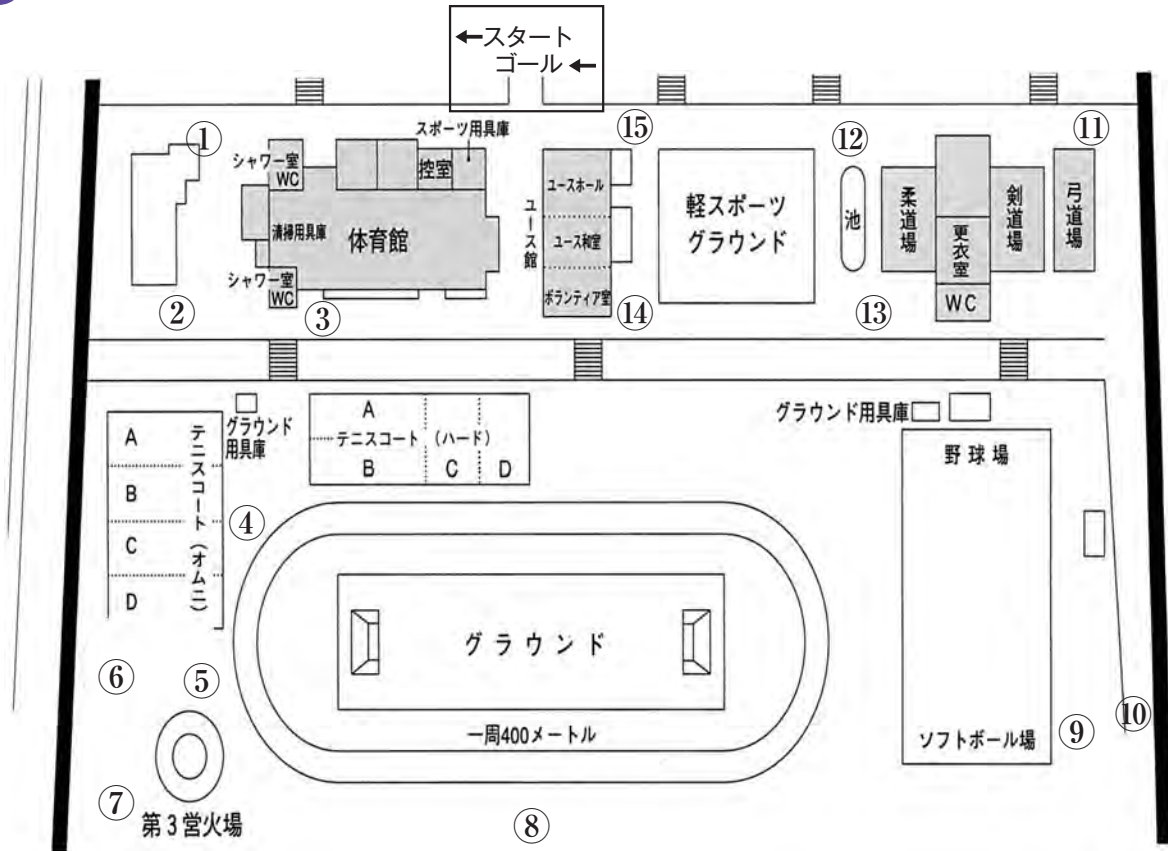 ←スタート
ゴール←
①
シャワー室
WC
スポーツ用具庫
控室
清掃用具庫
体育館
シャワー室
WC
②
③
ユース館
ユースホール
ユース和室
ボランティア室
⑮
⑭
軽スポーツ
グラウンド
⑫
池
⑬
柔道場
更衣室
WC
剣道場
⑪
弓道場
グラウンド
用具庫
A
B
C
D
テニスコート(オムニ)
④
A
テニスコート (ハード)
B C D
グラウンド用具庫
野球場
グラウンド
一周400メートル
⑥
⑤
⑦
第3営火場
⑧
ソフトボール場
⑨
⑩